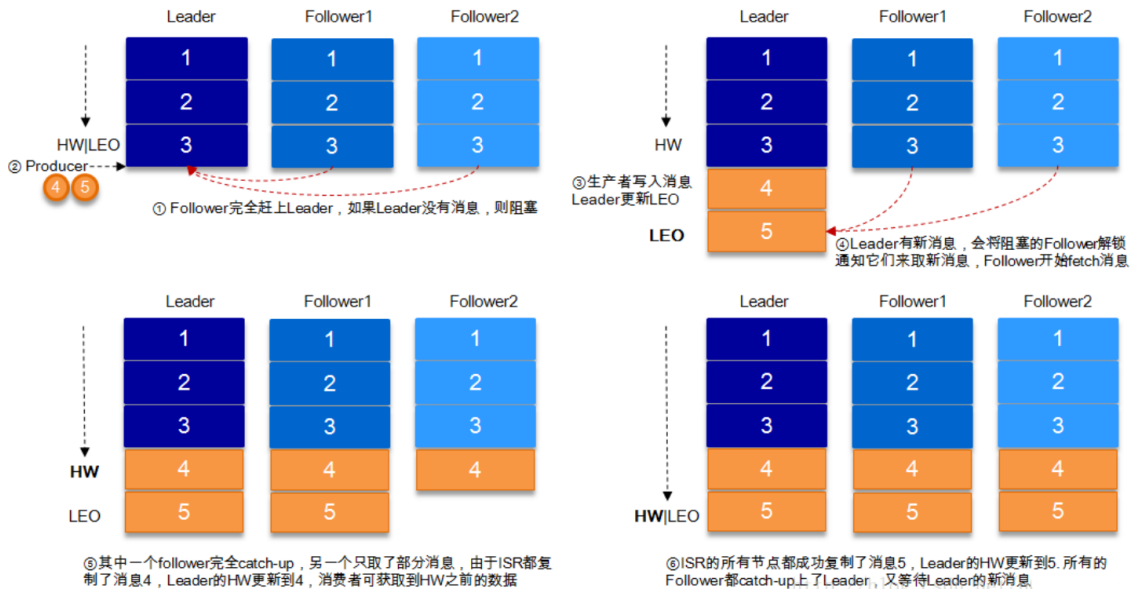 Leader Follower1 Follower2
1 1 1
2 2 2
HW|LEO 3 3 3
② Producer
4 5
① Follower完全赶上Leader，如果Leader没有消息，则阻塞
Leader Follower1 Follower2
1 1 1
2 2 2
HW 3 3 3
③生产者写入消息
Leader更新LEO
4
LEO 5
④Leader有新消息，会将阻塞的Follower解锁
通知它们来取新消息，Follower开始fetch消息
Leader Follower1 Follower2
1 1 1
2 2 2
3 3 3
HW 4 4 4
LEO 5 5
⑤其中一个follower完全catch-up，另一个只取了部分消息，由于ISR都复
制了消息4，Leader的HW更新到4，消费者可获取到HW之前的数据
Leader Follower1 Follower2
1 1 1
2 2 2
3 3 3
4 4 4
HW|LEO 5 5 5
⑥ISR的所有节点都成功复制了消息5，Leader的HW更新到5. 所有的
Follower都catch-up上了Leader，又等待Leader的新消息